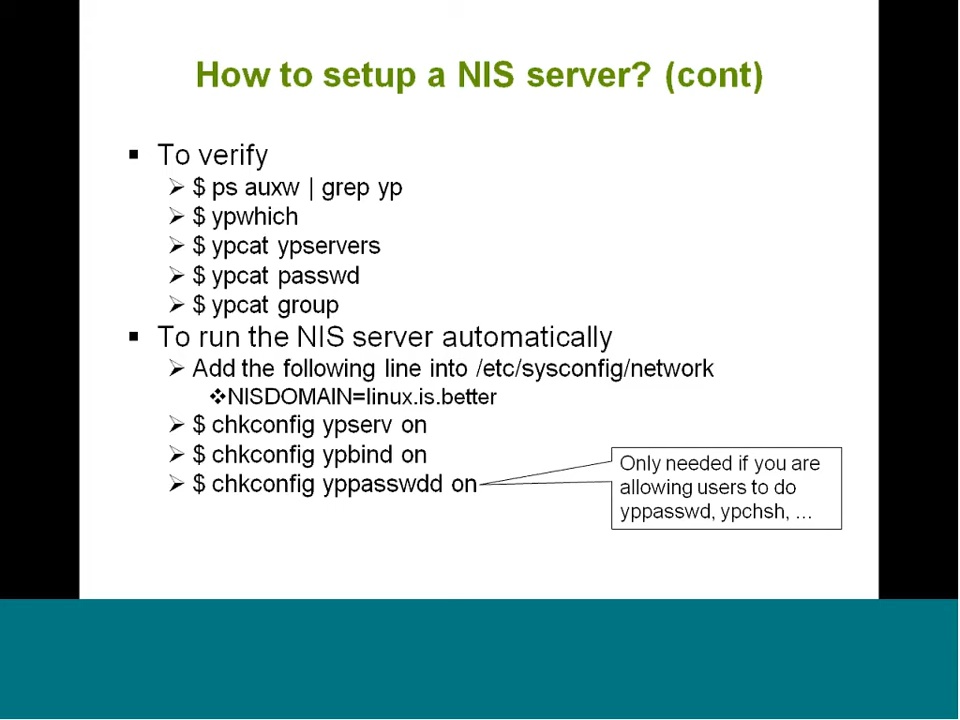 How to setup a NIS server? (cont)
To verify
$ ps auxw | grep yp
$ ypwhich
$ ypcat ypservers
$ ypcat passwd
$ ypcat group
To run the NIS server automatically
Add the following line into /etc/sysconfig/network
NISDOMAIN=linux.is.better
$ chkconfig ypserv on
$ chkconfig ypbind on
$ chkconfig yppasswdd on
Only needed if you are
allowing users to do
yppasswd, ypchsh, …